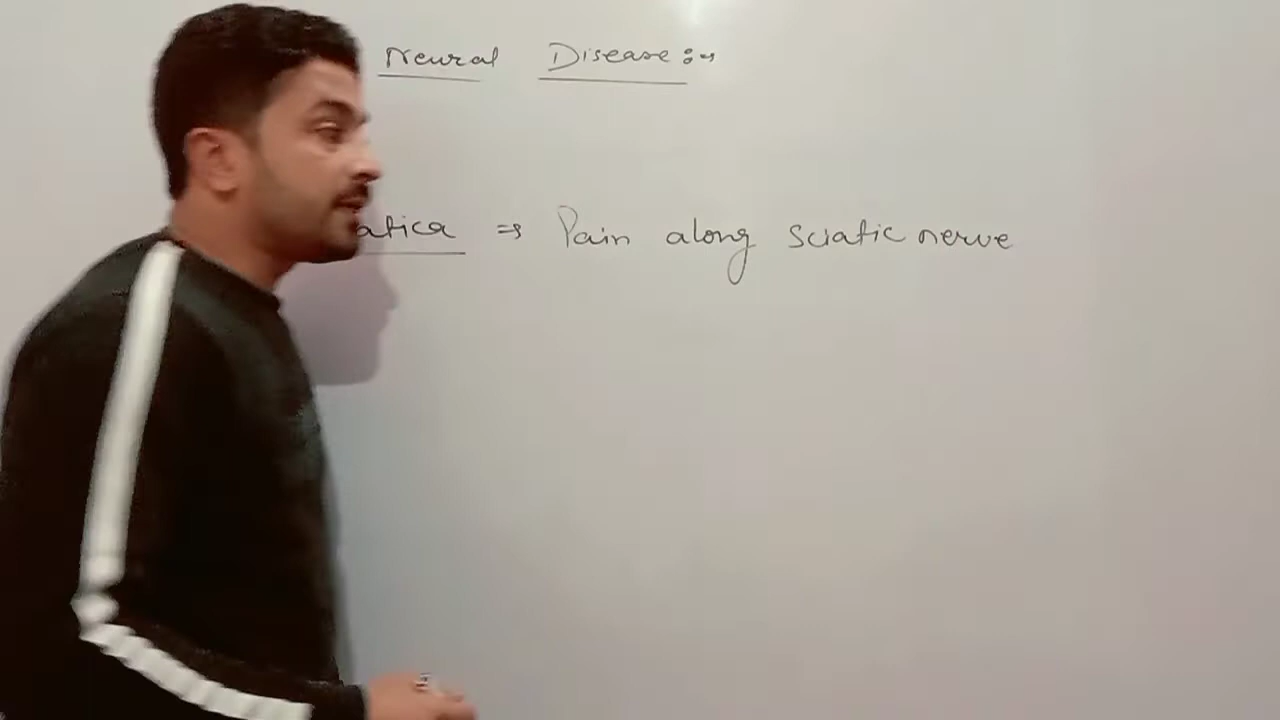 Neural Disease :-
atica ⇒ Pain along sciatic nerve